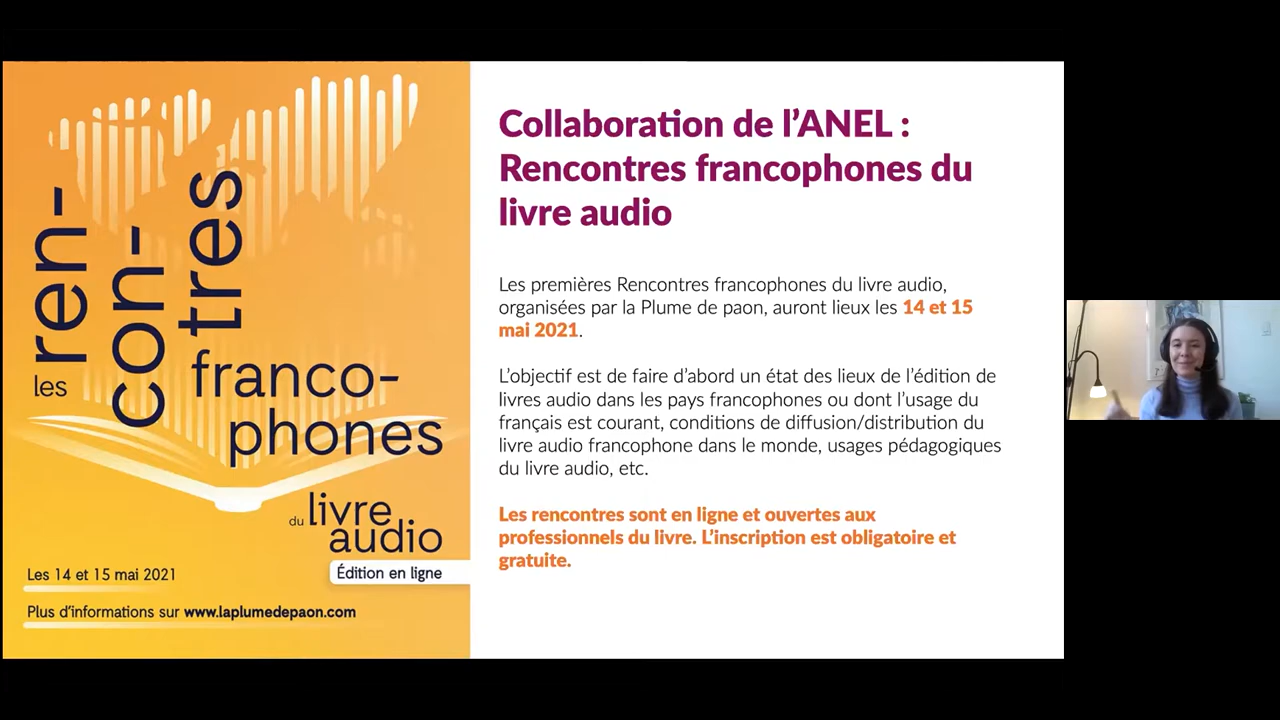 les
ren-
con-
tres
franco-
phones
du livre
audio
Les 14 et 15 mai 2021
Édition en ligne
Plus d'informations sur www.laplumedepaon.com
Collaboration de l'ANEL :
Rencontres francophones du
livre audio
Les premières Rencontres francophones du livre audio,
organisées par la Plume de paon, auront lieux les 14 et 15
mai 2021.
L'objectif est de faire d'abord un état des lieux de l'édition de
livres audio dans les pays francophones ou dont l'usage du
français est courant, conditions de diffusion/distribution du
livre audio francophone dans le monde, usages pédagogiques
du livre audio, etc.
Les rencontres sont en ligne et ouvertes aux
professionnels du livre. L'inscription est obligatoire et
gratuite.